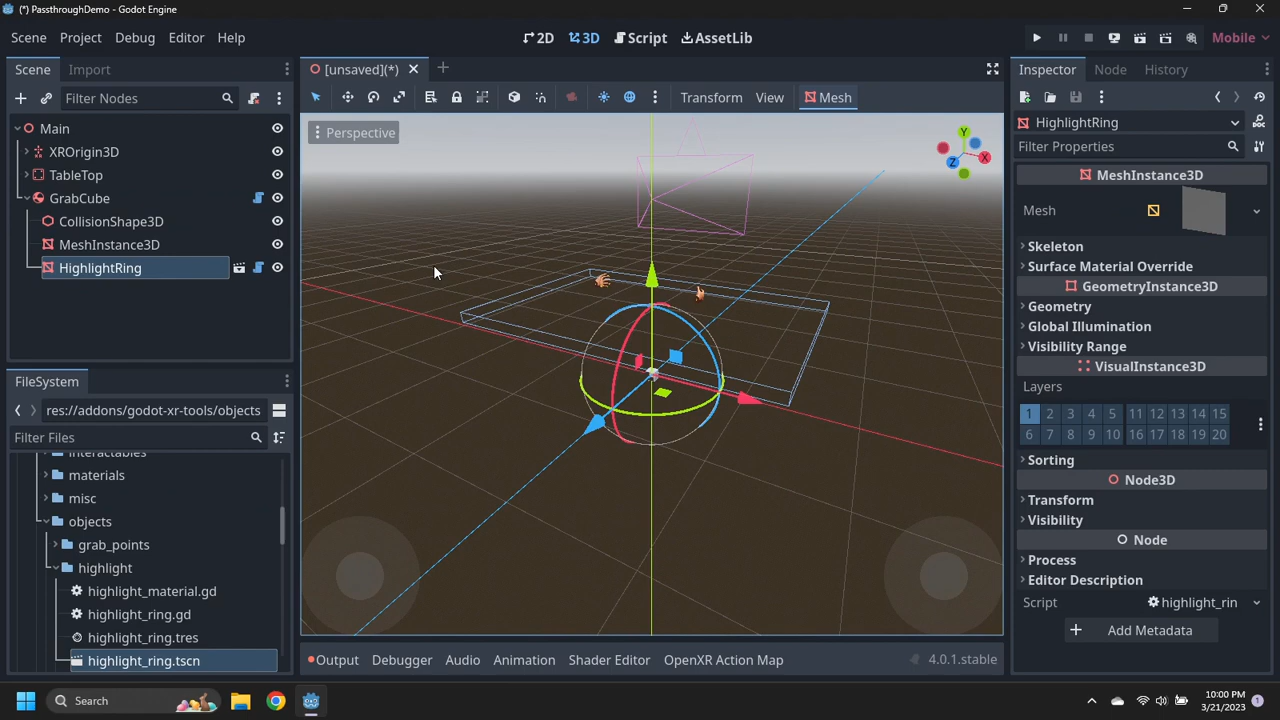 (*) PassthroughDemo - Godot Engine
Scene Project Debug Editor Help
2D 3D Script AssetLib
Mobile
Scene Import
[unsaved](*)
Inspector Node History
Filter Nodes
Transform View Mesh
HighlightRing
Filter Properties
Main
XROrigin3D
TableTop
GrabCube
CollisionShape3D
MeshInstance3D
HighlightRing
Perspective
Y
X
Z
MeshInstance3D
Mesh
Skeleton
Surface Material Override
GeometryInstance3D
Geometry
Global Illumination
Visibility Range
VisualInstance3D
Layers
1 2 3 4 5 11 12 13 14 15
6 7 8 9 10 16 17 18 19 20
Sorting
Node3D
Transform
Visibility
Node
Process
Editor Description
Script highlight_rin
Add Metadata
FileSystem
res://addons/godot-xr-tools/objects
Filter Files
interactables
materials
misc
objects
grab_points
highlight
highlight_material.gd
highlight_ring.gd
highlight_ring.tres
highlight_ring.tscn
Output Debugger Audio Animation Shader Editor OpenXR Action Map
4.0.1.stable
Search
10:00 PM
3/21/2023
1